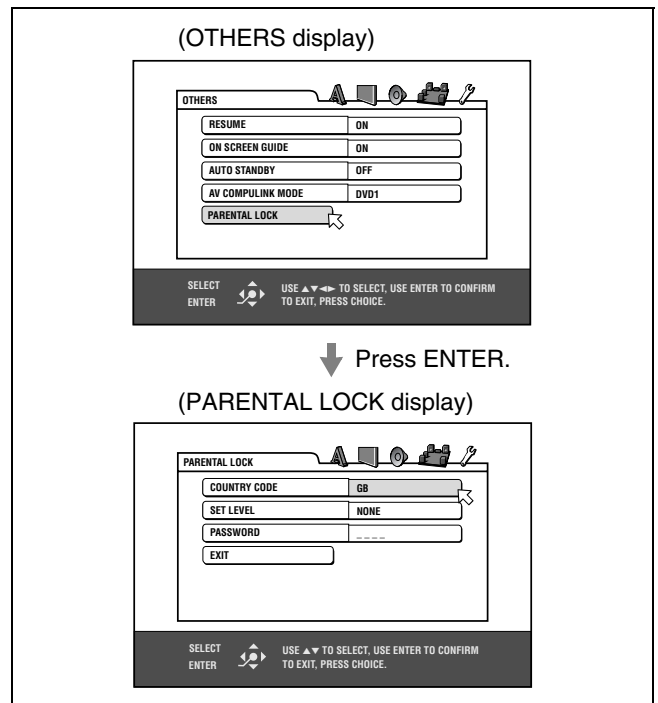 (OTHERS display)
OTHERS
RESUME ON
ON SCREEN GUIDE ON
AUTO STANDBY OFF
AV COMPULINK MODE DVD1
PARENTAL LOCK
SELECT USE ▲▼◄► TO SELECT, USE ENTER TO CONFIRM
ENTER TO EXIT, PRESS CHOICE.
Press ENTER.
(PARENTAL LOCK display)
PARENTAL LOCK
COUNTRY CODE GB
SET LEVEL NONE
PASSWORD _ _ _ _
EXIT
SELECT USE ▲▼ TO SELECT, USE ENTER TO CONFIRM
ENTER TO EXIT, PRESS CHOICE.